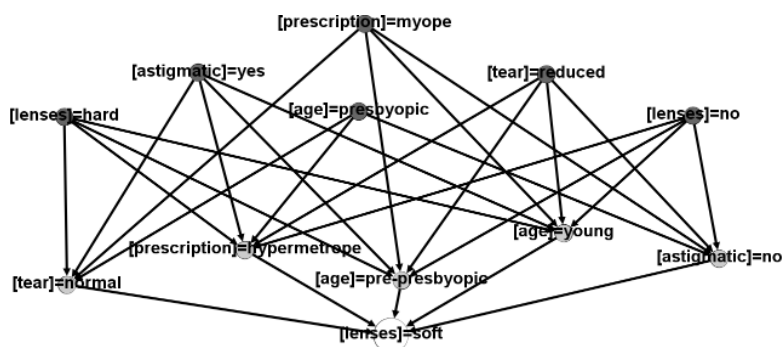 [prescription]=myope
[astigmatic]=yes
[tear]=reduced
[lenses]=hard
[age]=presbyopic
[lenses]=no
[prescription]=hypermetrope
[age]=young
[tear]=normal
[age]=pre-presbyopic
[astigmatic]=no
[lenses]=soft